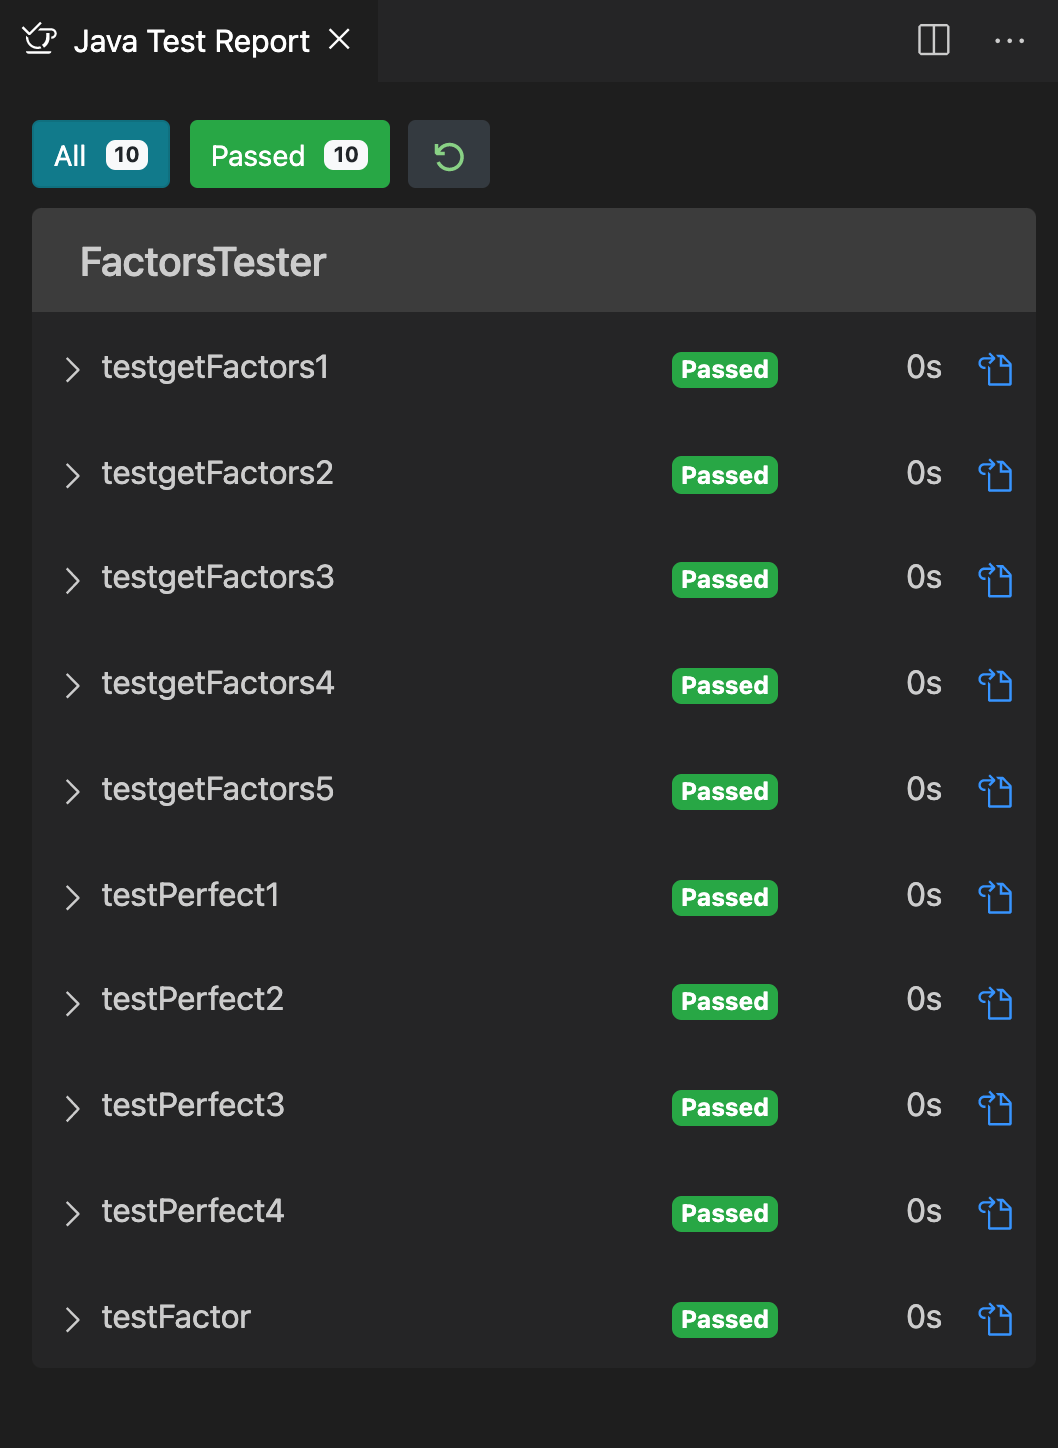 Java Test Report
All 10 Passed 10
FactorsTester
testgetFactors1 Passed 0s
testgetFactors2 Passed 0s
testgetFactors3 Passed 0s
testgetFactors4 Passed 0s
testgetFactors5 Passed 0s
testPerfect1 Passed 0s
testPerfect2 Passed 0s
testPerfect3 Passed 0s
testPerfect4 Passed 0s
testFactor Passed 0s